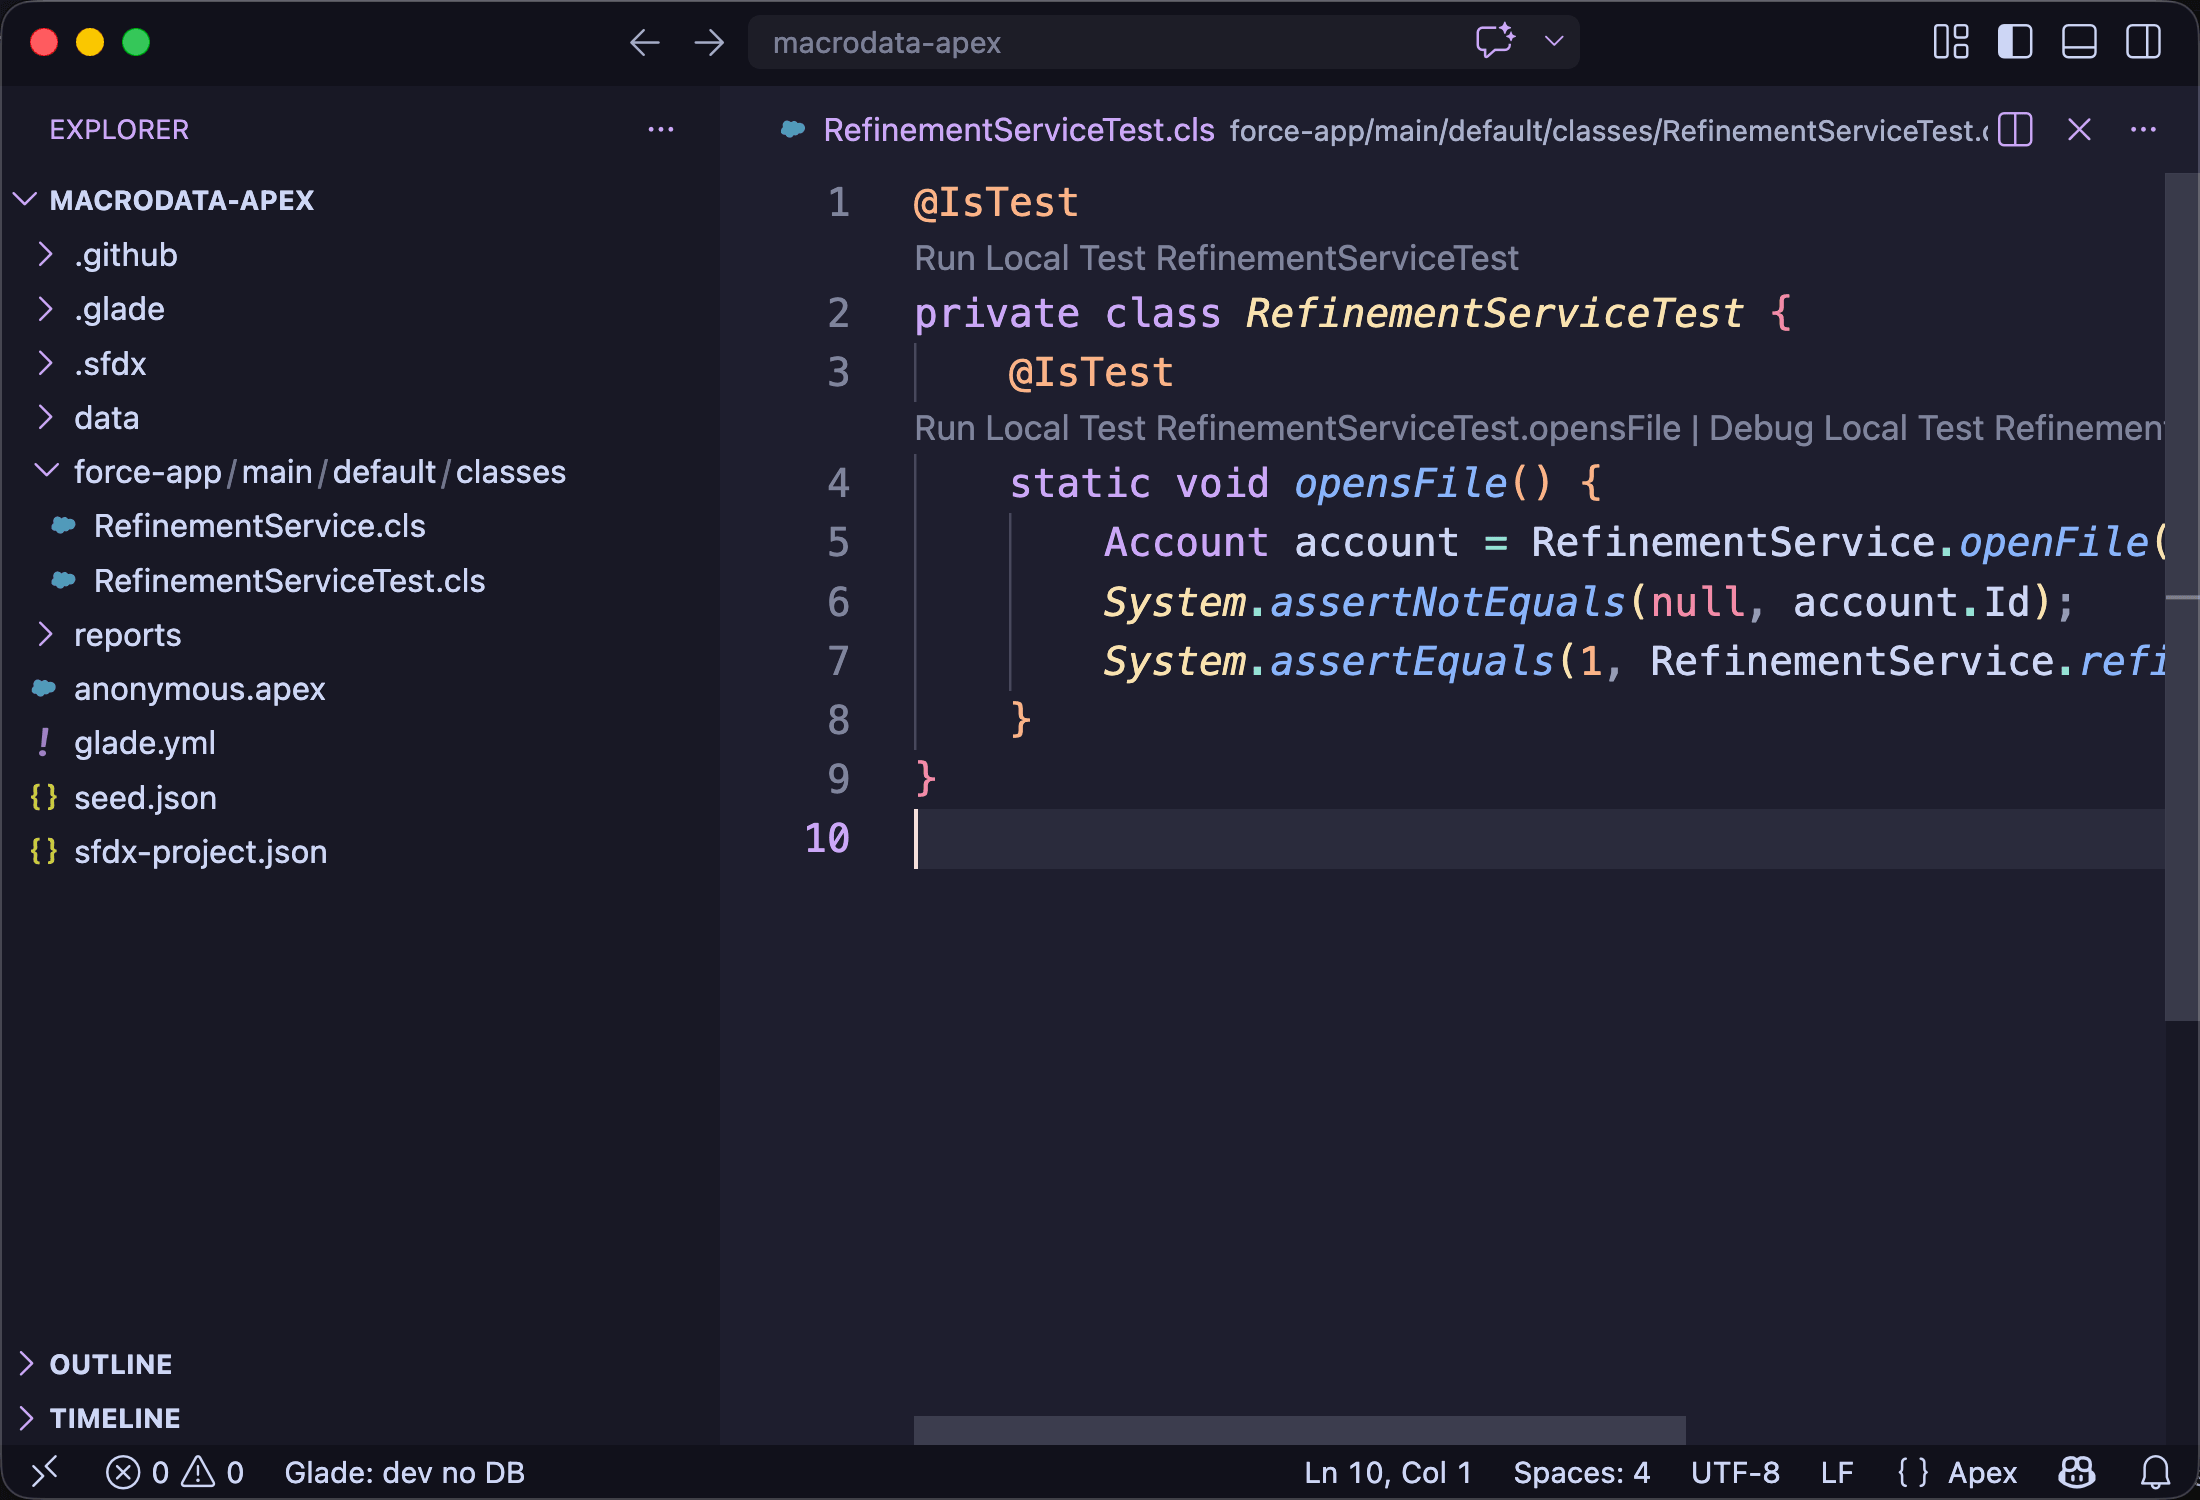 macrodata-apex
EXPLORER
MACRODATA-APEX
.github
.glade
.sfdx
data
force-app/main/default/classes
RefinementService.cls
RefinementServiceTest.cls
reports
anonymous.apex
! glade.yml
{} seed.json
{} sfdx-project.json
OUTLINE
TIMELINE
RefinementServiceTest.cls force-app/main/default/classes/RefinementServiceTest.c
1 @IsTest
Run Local Test RefinementServiceTest
2 private class RefinementServiceTest {
3 @IsTest
Run Local Test RefinementServiceTest.opensFile | Debug Local Test Refinement
4 static void opensFile() {
5 Account account = RefinementService.openFile(
6 System.assertNotEquals(null, account.Id);
7 System.assertEquals(1, RefinementService.refi
8 }
9 }
10
0 0 Glade: dev no DB Ln 10, Col 1 Spaces: 4 UTF-8 LF {} Apex